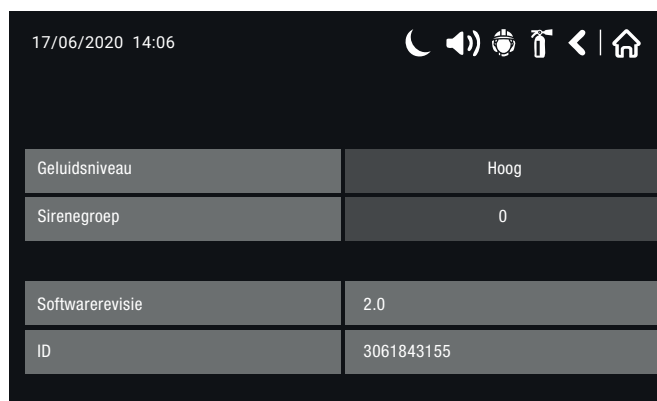 17/06/2020 14:06
Geluidsniveau Hoog
Sirenegroep 0
Softwarerevisie 2.0
ID 3061843155